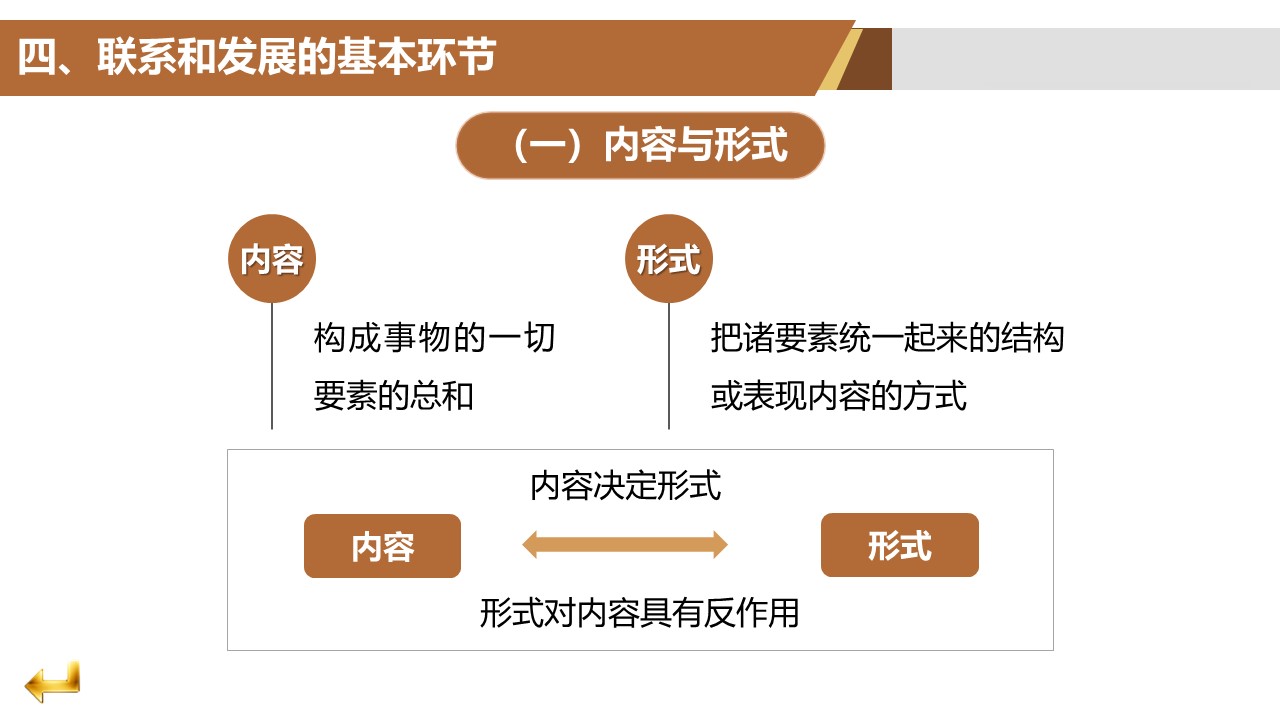 四、联系和发展的基本环节
（一）内容与形式
内容
构成事物的一切
要素的总和
形式
把诸要素统一起来的结构
或表现内容的方式
内容决定形式
内容
形式
形式对内容具有反作用